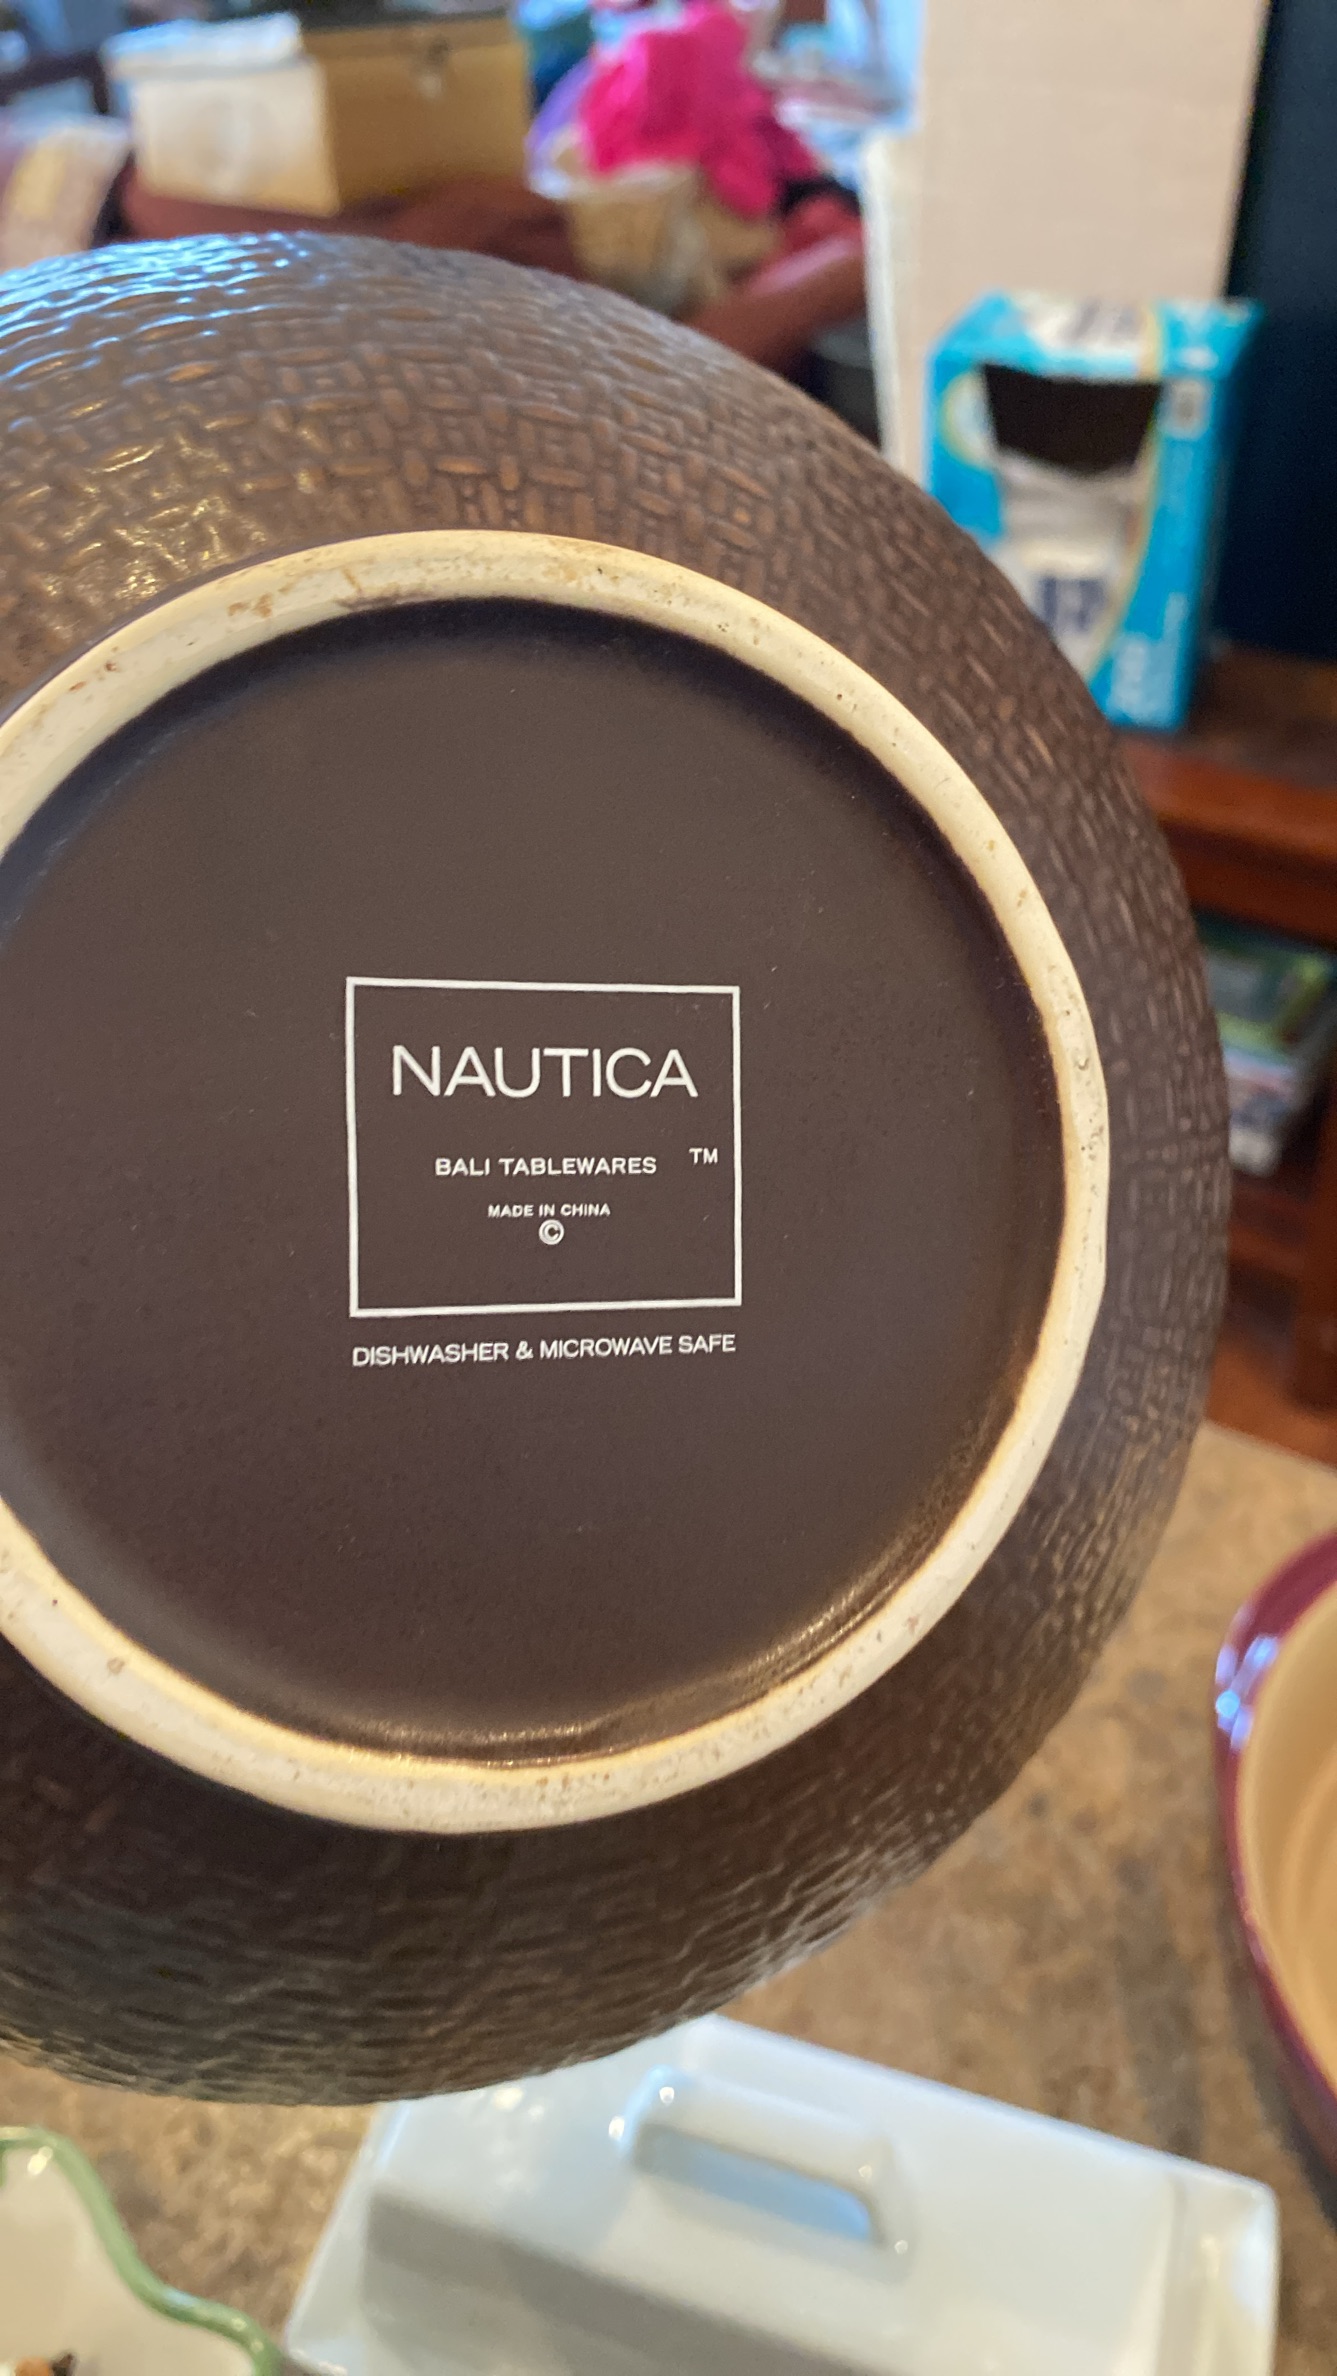 NAUTICA
BALI TABLEWARES ™
MADE IN CHINA
©
DISHWASHER & MICROWAVE SAFE